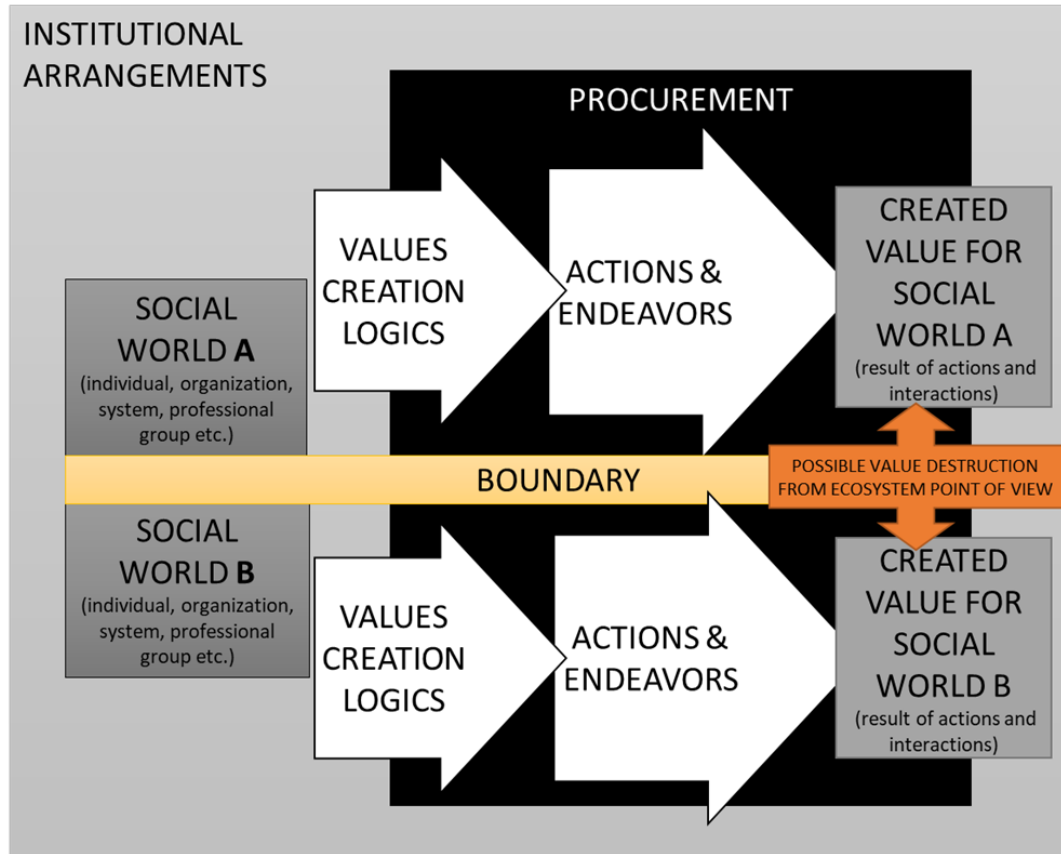 INSTITUTIONAL
ARRANGEMENTS
PROCUREMENT
SOCIAL
WORLD A
(individual, organization,
system, professional
group etc.)
VALUES
CREATION
LOGICS
ACTIONS &
ENDEAVORS
CREATED
VALUE FOR
SOCIAL
WORLD A
(result of actions and
interactions)
BOUNDARY
POSSIBLE VALUE DESTRUCTION
FROM ECOSYSTEM POINT OF VIEW
SOCIAL
WORLD B
(individual, organization,
system, professional
group etc.)
VALUES
CREATION
LOGICS
ACTIONS &
ENDEAVORS
CREATED
VALUE FOR
SOCIAL
WORLD B
(result of actions and
interactions)